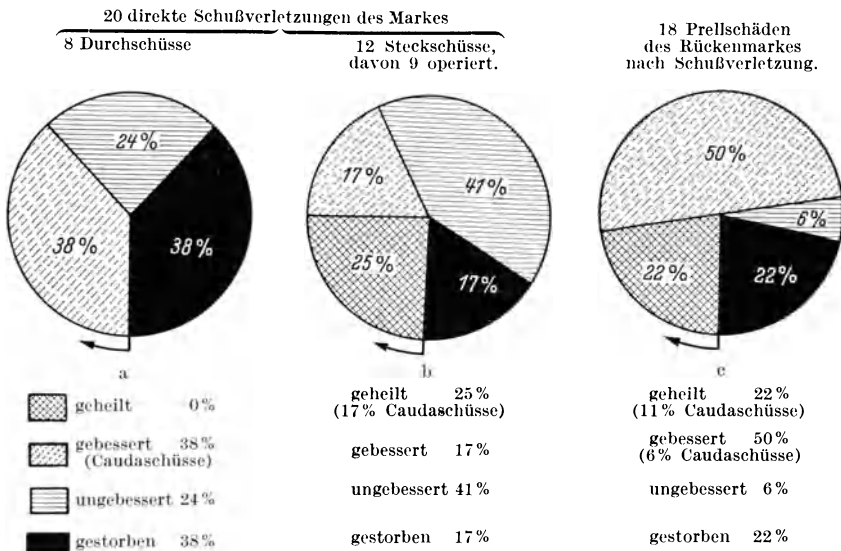 20 direkte Schußverletzungen des Markes
8 Durchschüsse
12 Steckschüsse,
davon 9 operiert.
18 Prellschäden
des Rückenmarkes
nach Schußverletzung.
24%
38%
38%
a
17%
41%
25%
17%
b
50%
6%
22%
22%
c
geheilt 0%
gebessert 38%
(Caudaschüsse)
ungebessert 24%
gestorben 38%
geheilt 25%
(17% Caudaschüsse)
gebessert 17%
ungebessert 41%
gestorben 17%
geheilt 22%
(11% Caudaschüsse)
gebessert 50%
(6% Caudaschüsse)
ungebessert 6%
gestorben 22%